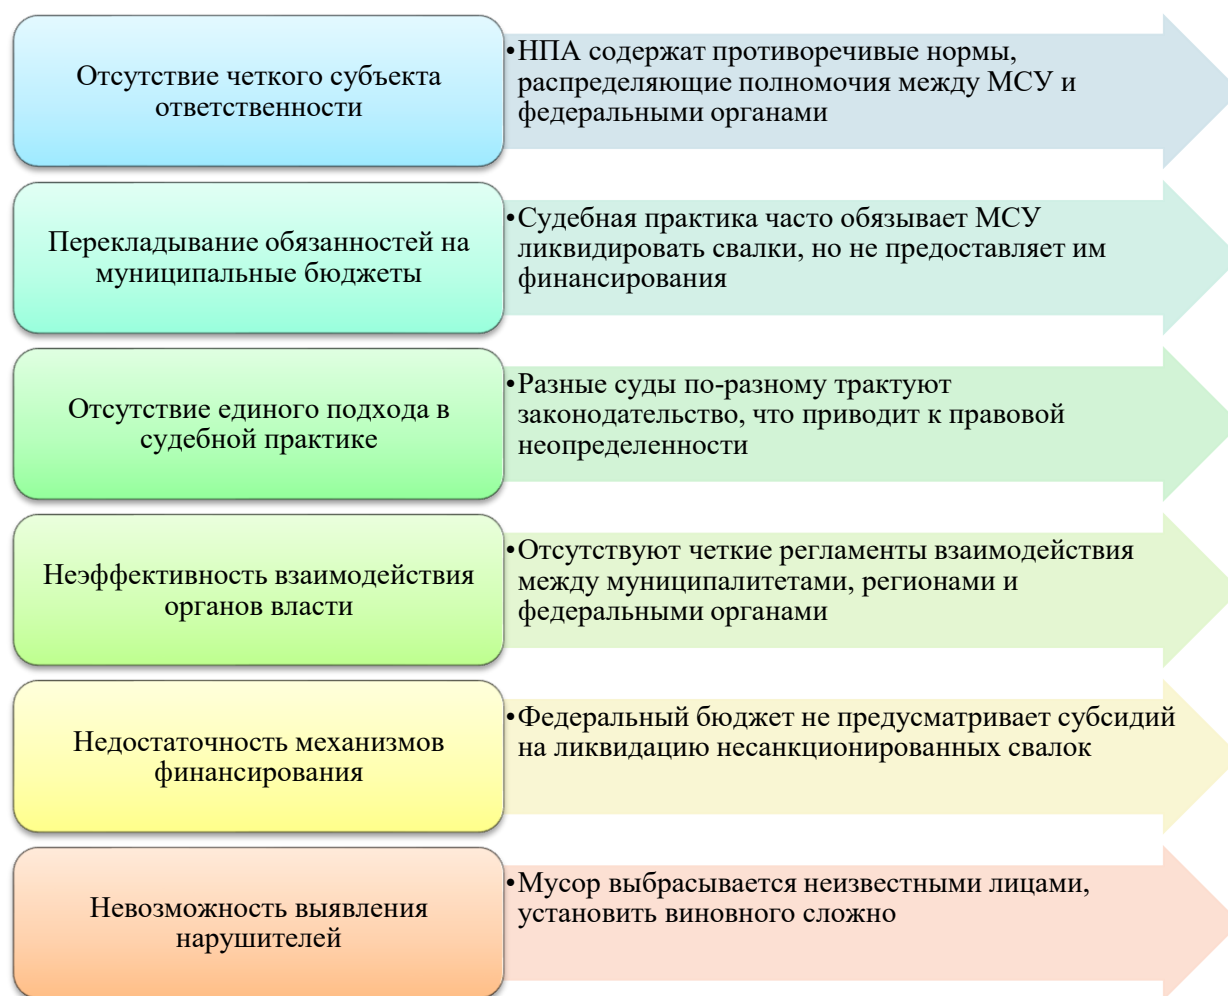 Отсутствие четкого субъекта
ответственности
•НПА содержат противоречивые нормы,
распределяющие полномочия между МСУ и
федеральными органами
Перекладывание обязанностей на
муниципальные бюджеты
•Судебная практика часто обязывает МСУ
ликвидировать свалки, но не предоставляет им
финансирования
Отсутствие единого подхода в
судебной практике
•Разные суды по-разному трактуют
законодательство, что приводит к правовой
неопределенности
Неэффективность взаимодействия
органов власти
•Отсутствуют четкие регламенты взаимодействия
между муниципалитетами, регионами и
федеральными органами
Недостаточность механизмов
финансирования
•Федеральный бюджет не предусматривает субсидий
на ликвидацию несанкционированных свалок
Невозможность выявления
нарушителей
•Мусор выбрасывается неизвестными лицами,
установить виновного сложно